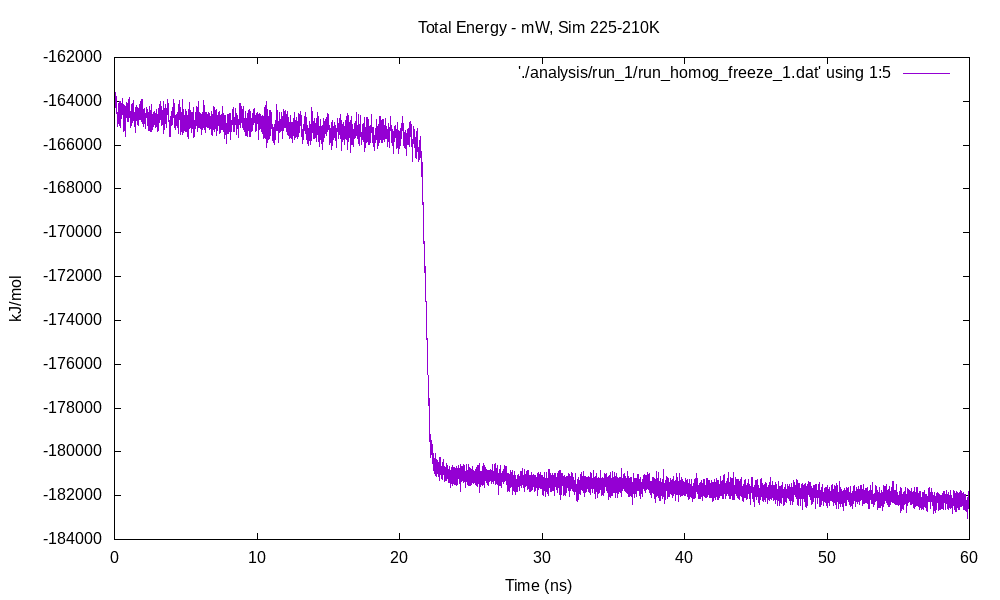 Total Energy - mW, Sim 225-210K
'./analysis/run_1/run_homog_freeze_1.dat' using 1:5
-162000
-164000
-166000
-168000
-170000
-172000
-174000
-176000
-178000
-180000
-182000
-184000
kJ/mol
0 10 20 30 40 50 60
Time (ns)